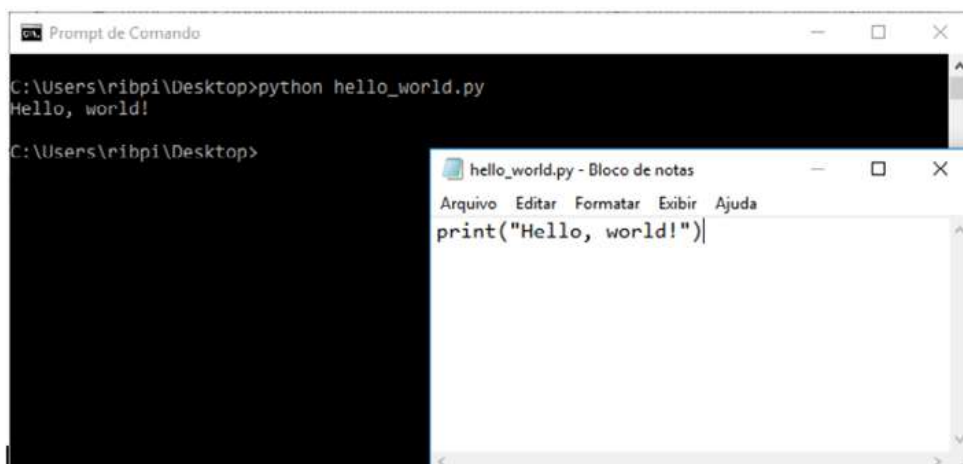 Prompt de Comando
C:\Users\ribpi\Desktop>python hello_world.py
Hello, world!
C:\Users\ribpi\Desktop>
hello_world.py - Bloco de notas
Arquivo Editar Formatar Exibir Ajuda
print("Hello, world!")